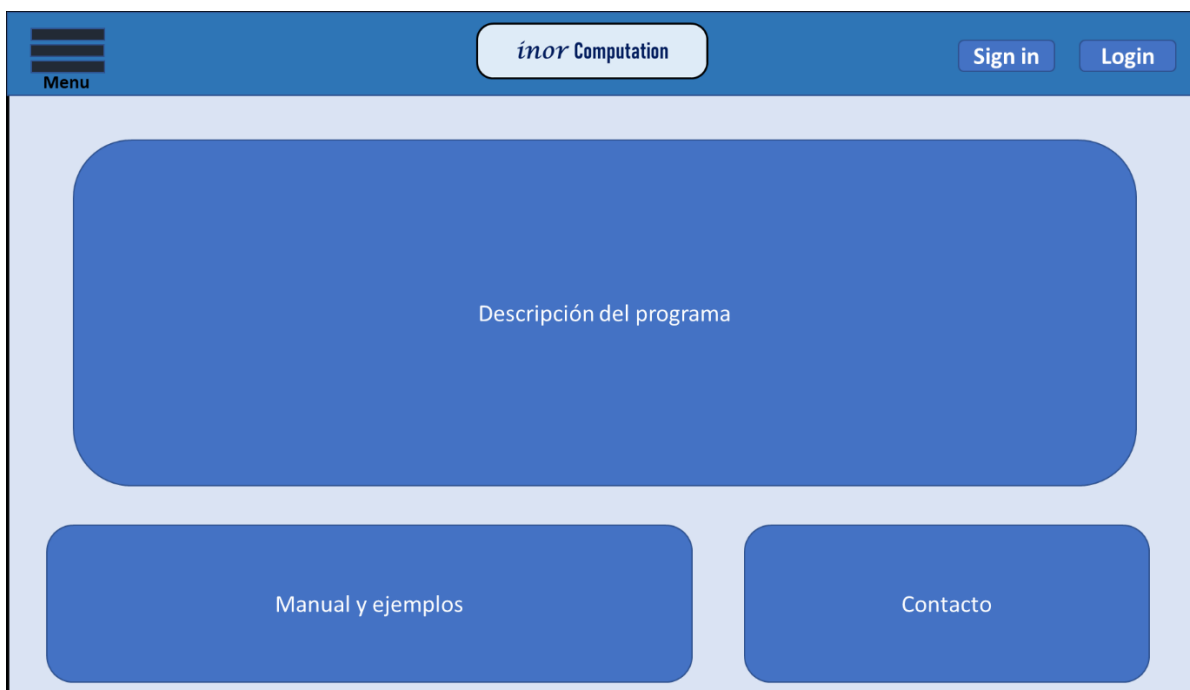 Menu
ínor Computation
Sign in
Login
Descripción del programa
Manual y ejemplos
Contacto